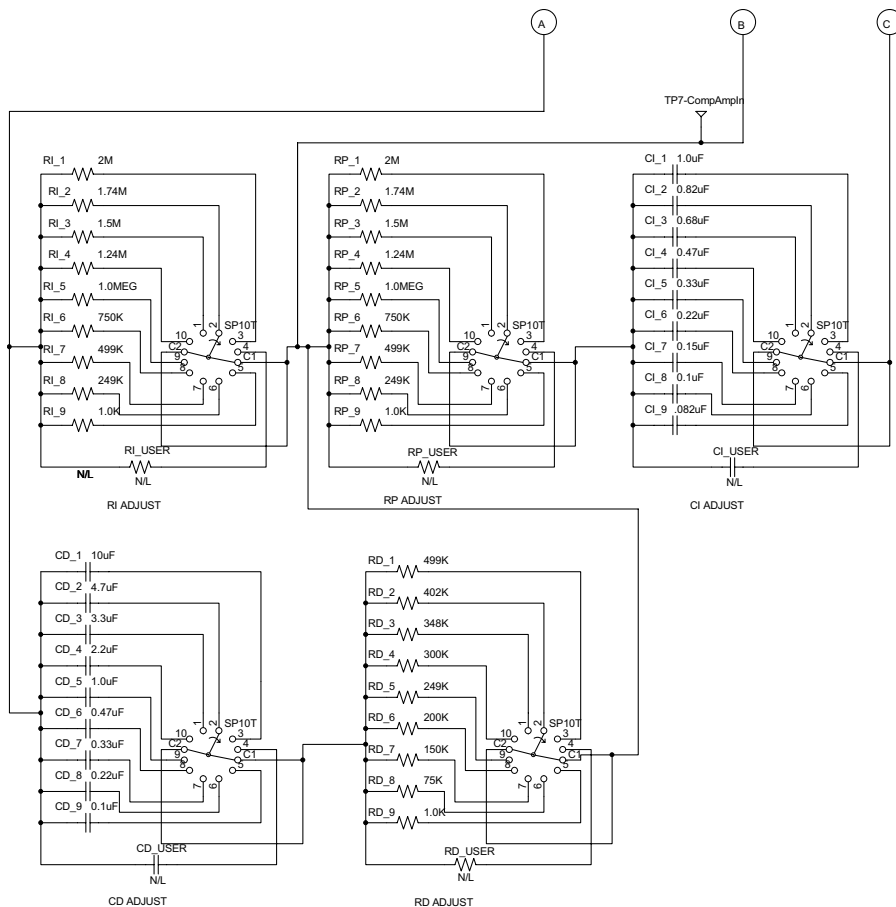 A
B
C
TP7-CompAmpIn
RI_1 2M
RI_2 1.74M
RI_3 1.5M
RI_4 1.24M
RI_5 1.0MEG
RI_6 750K
RI_7 499K
RI_8 249K
RI_9 1.0K
1 2 SP10T
10 3
C2 4
9 C1
8 5
7 6
RI_USER
N/L
N/L
RI ADJUST
RP_1 2M
RP_2 1.74M
RP_3 1.5M
RP_4 1.24M
RP_5 1.0MEG
RP_6 750K
RP_7 499K
RP_8 249K
RP_9 1.0K
1 2 SP10T
10 3
C2 4
9 C1
8 5
7 6
RP_USER
N/L
RP ADJUST
CI_1 1.0uF
CI_2 0.82uF
CI_3 0.68uF
CI_4 0.47uF
CI_5 0.33uF
CI_6 0.22uF
CI_7 0.15uF
CI_8 0.1uF
CI_9 .082uF
1 2 SP10T
10 3
C2 4
9 C1
8 5
7 6
CI_USER
N/L
CI ADJUST
CD_1 10uF
CD_2 4.7uF
CD_3 3.3uF
CD_4 2.2uF
CD_5 1.0uF
CD_6 0.47uF
CD_7 0.33uF
CD_8 0.22uF
CD_9 0.1uF
1 2 SP10T
10 3
C2 4
9 C1
8 5
7 6
CD_USER
N/L
CD ADJUST
RD_1 499K
RD_2 402K
RD_3 348K
RD_4 300K
RD_5 249K
RD_6 200K
RD_7 150K
RD_8 75K
RD_9 1.0K
1 2 SP10T
10 3
C2 4
9 C1
8 5
7 6
RD_USER
N/L
RD ADJUST